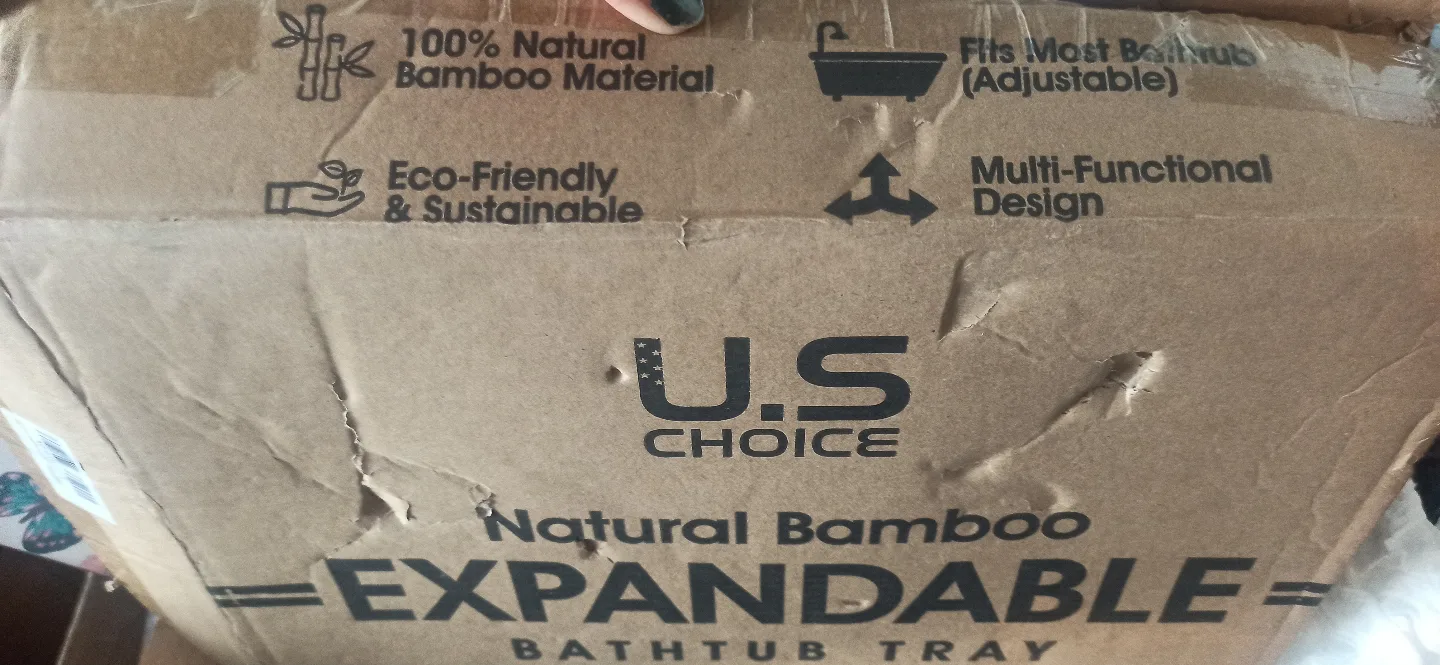 100% Natural
Bamboo Material
Fits Most Bathtub
(Adjustable)
Eco-Friendly
& Sustainable
Multi-Functional
Design
U.S
CHOICE
Natural Bamboo
EXPANDABLE
BATHTUB TRAY